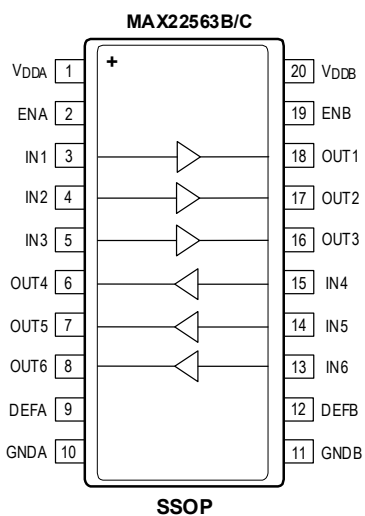 MAX22563B/C
+
VDDA 1 20 VDDB
ENA 2 19 ENB
IN1 3 18 OUT1
IN2 4 17 OUT2
IN3 5 16 OUT3
OUT4 6 15 IN4
OUT5 7 14 IN5
OUT6 8 13 IN6
DEFA 9 12 DEFB
GNDA 10 11 GNDB
SSOP